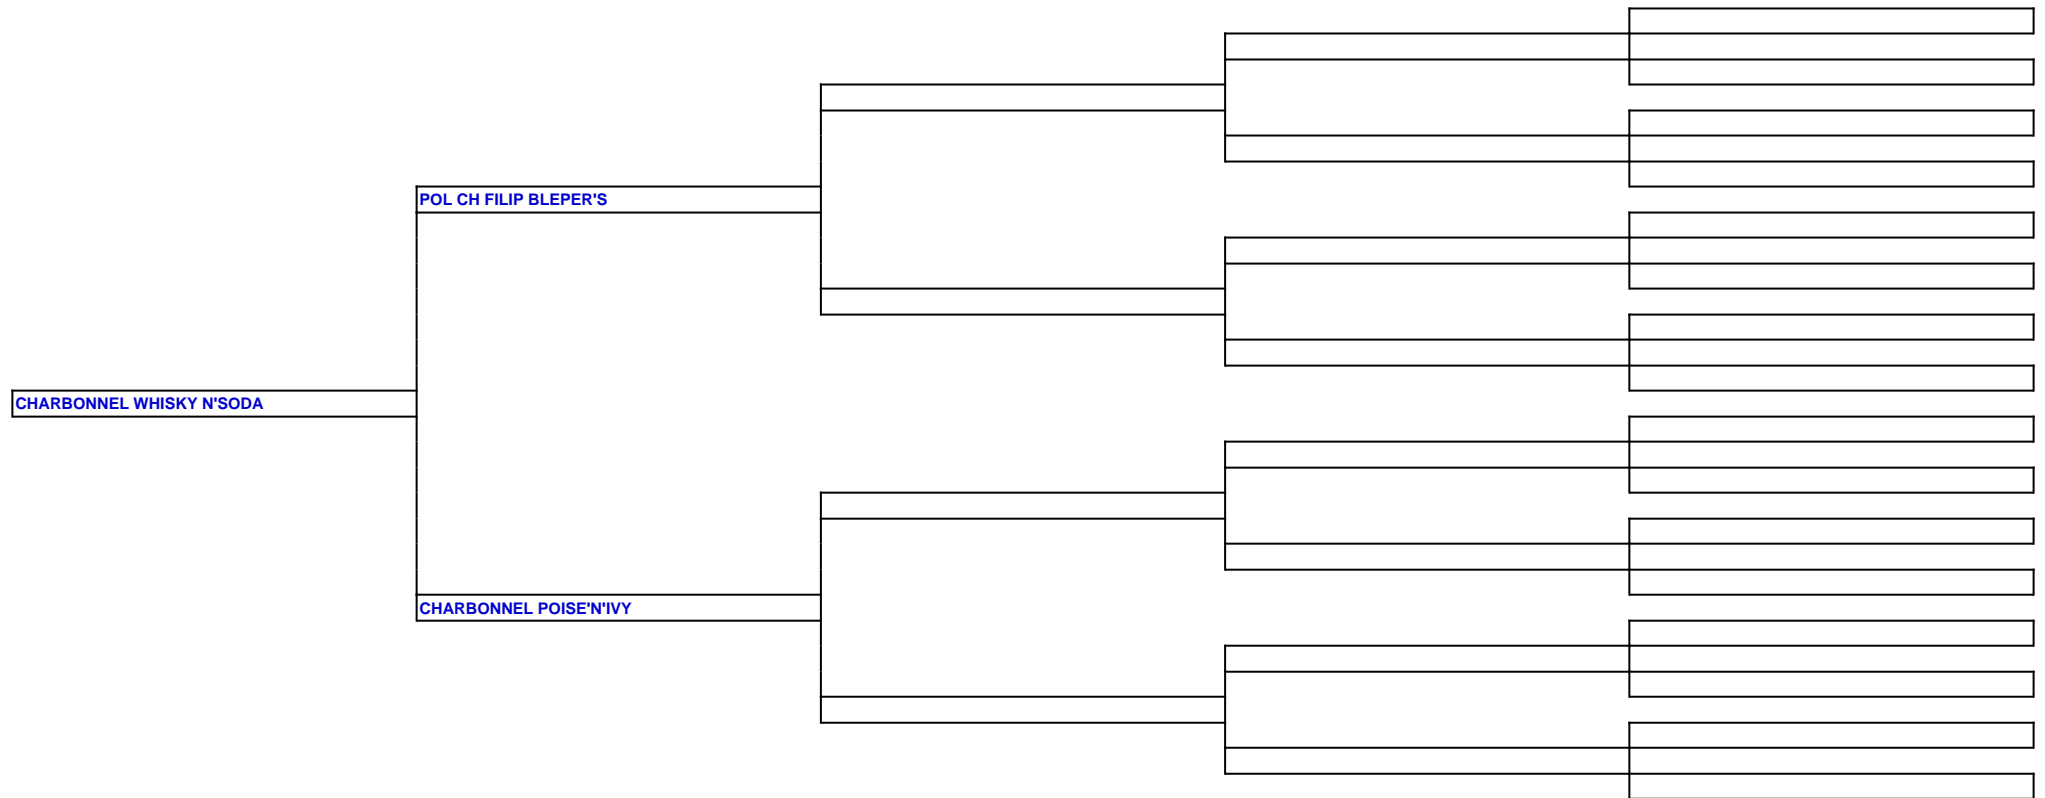 POL CH FILIP BLEPER'S
CHARBONNEL WHISKY N'SODA
CHARBONNEL POISE'N'IVY